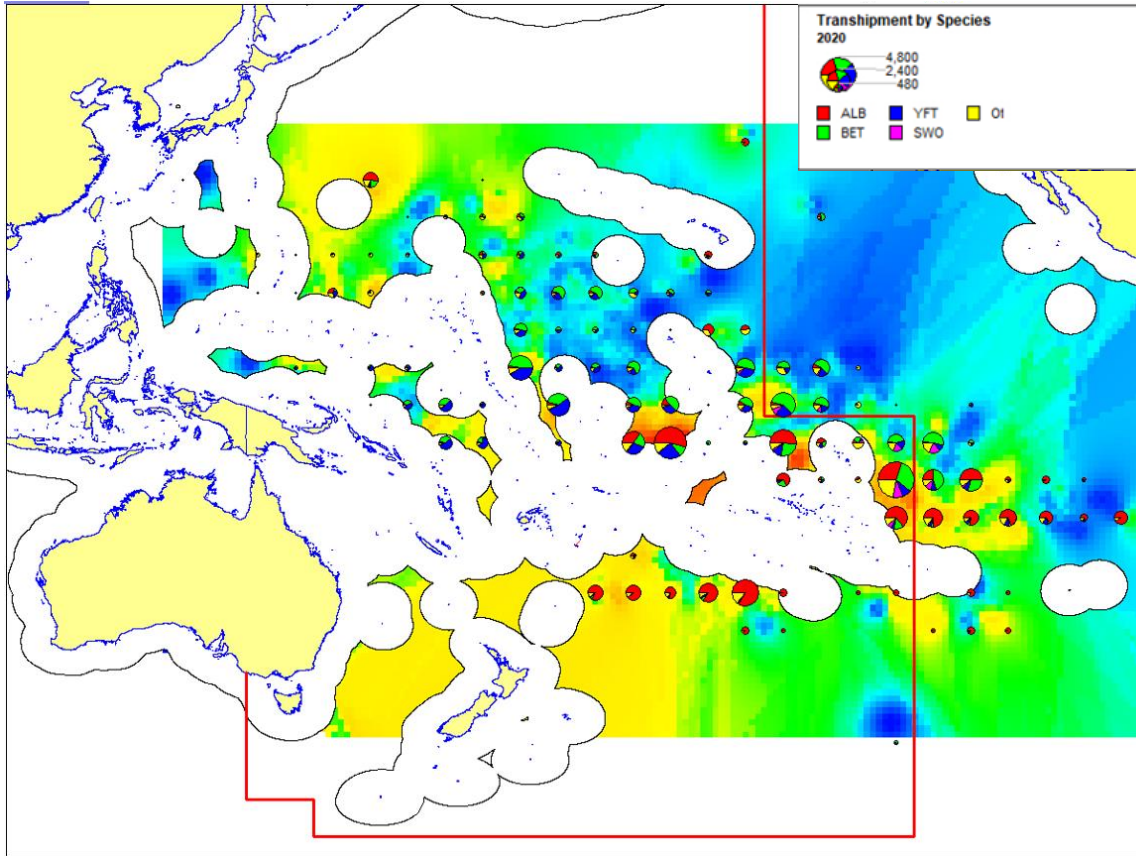 Transhipment by Species
2020
4,800
2,400
480
ALB YFT Ot
BET SWO